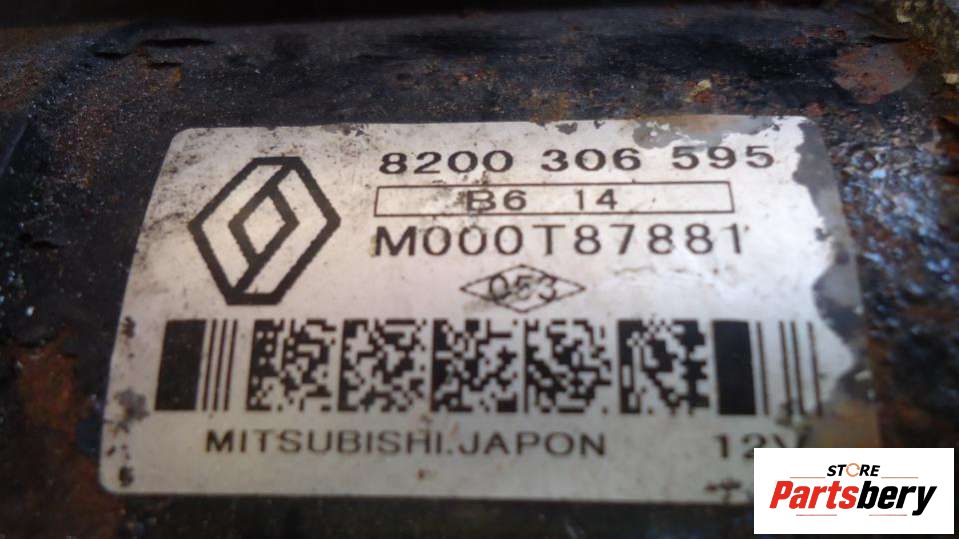 8200 306 595
B6 14
M000T87881
053
MITSUBISHI.JAPON 12V
STORE
Partsbery